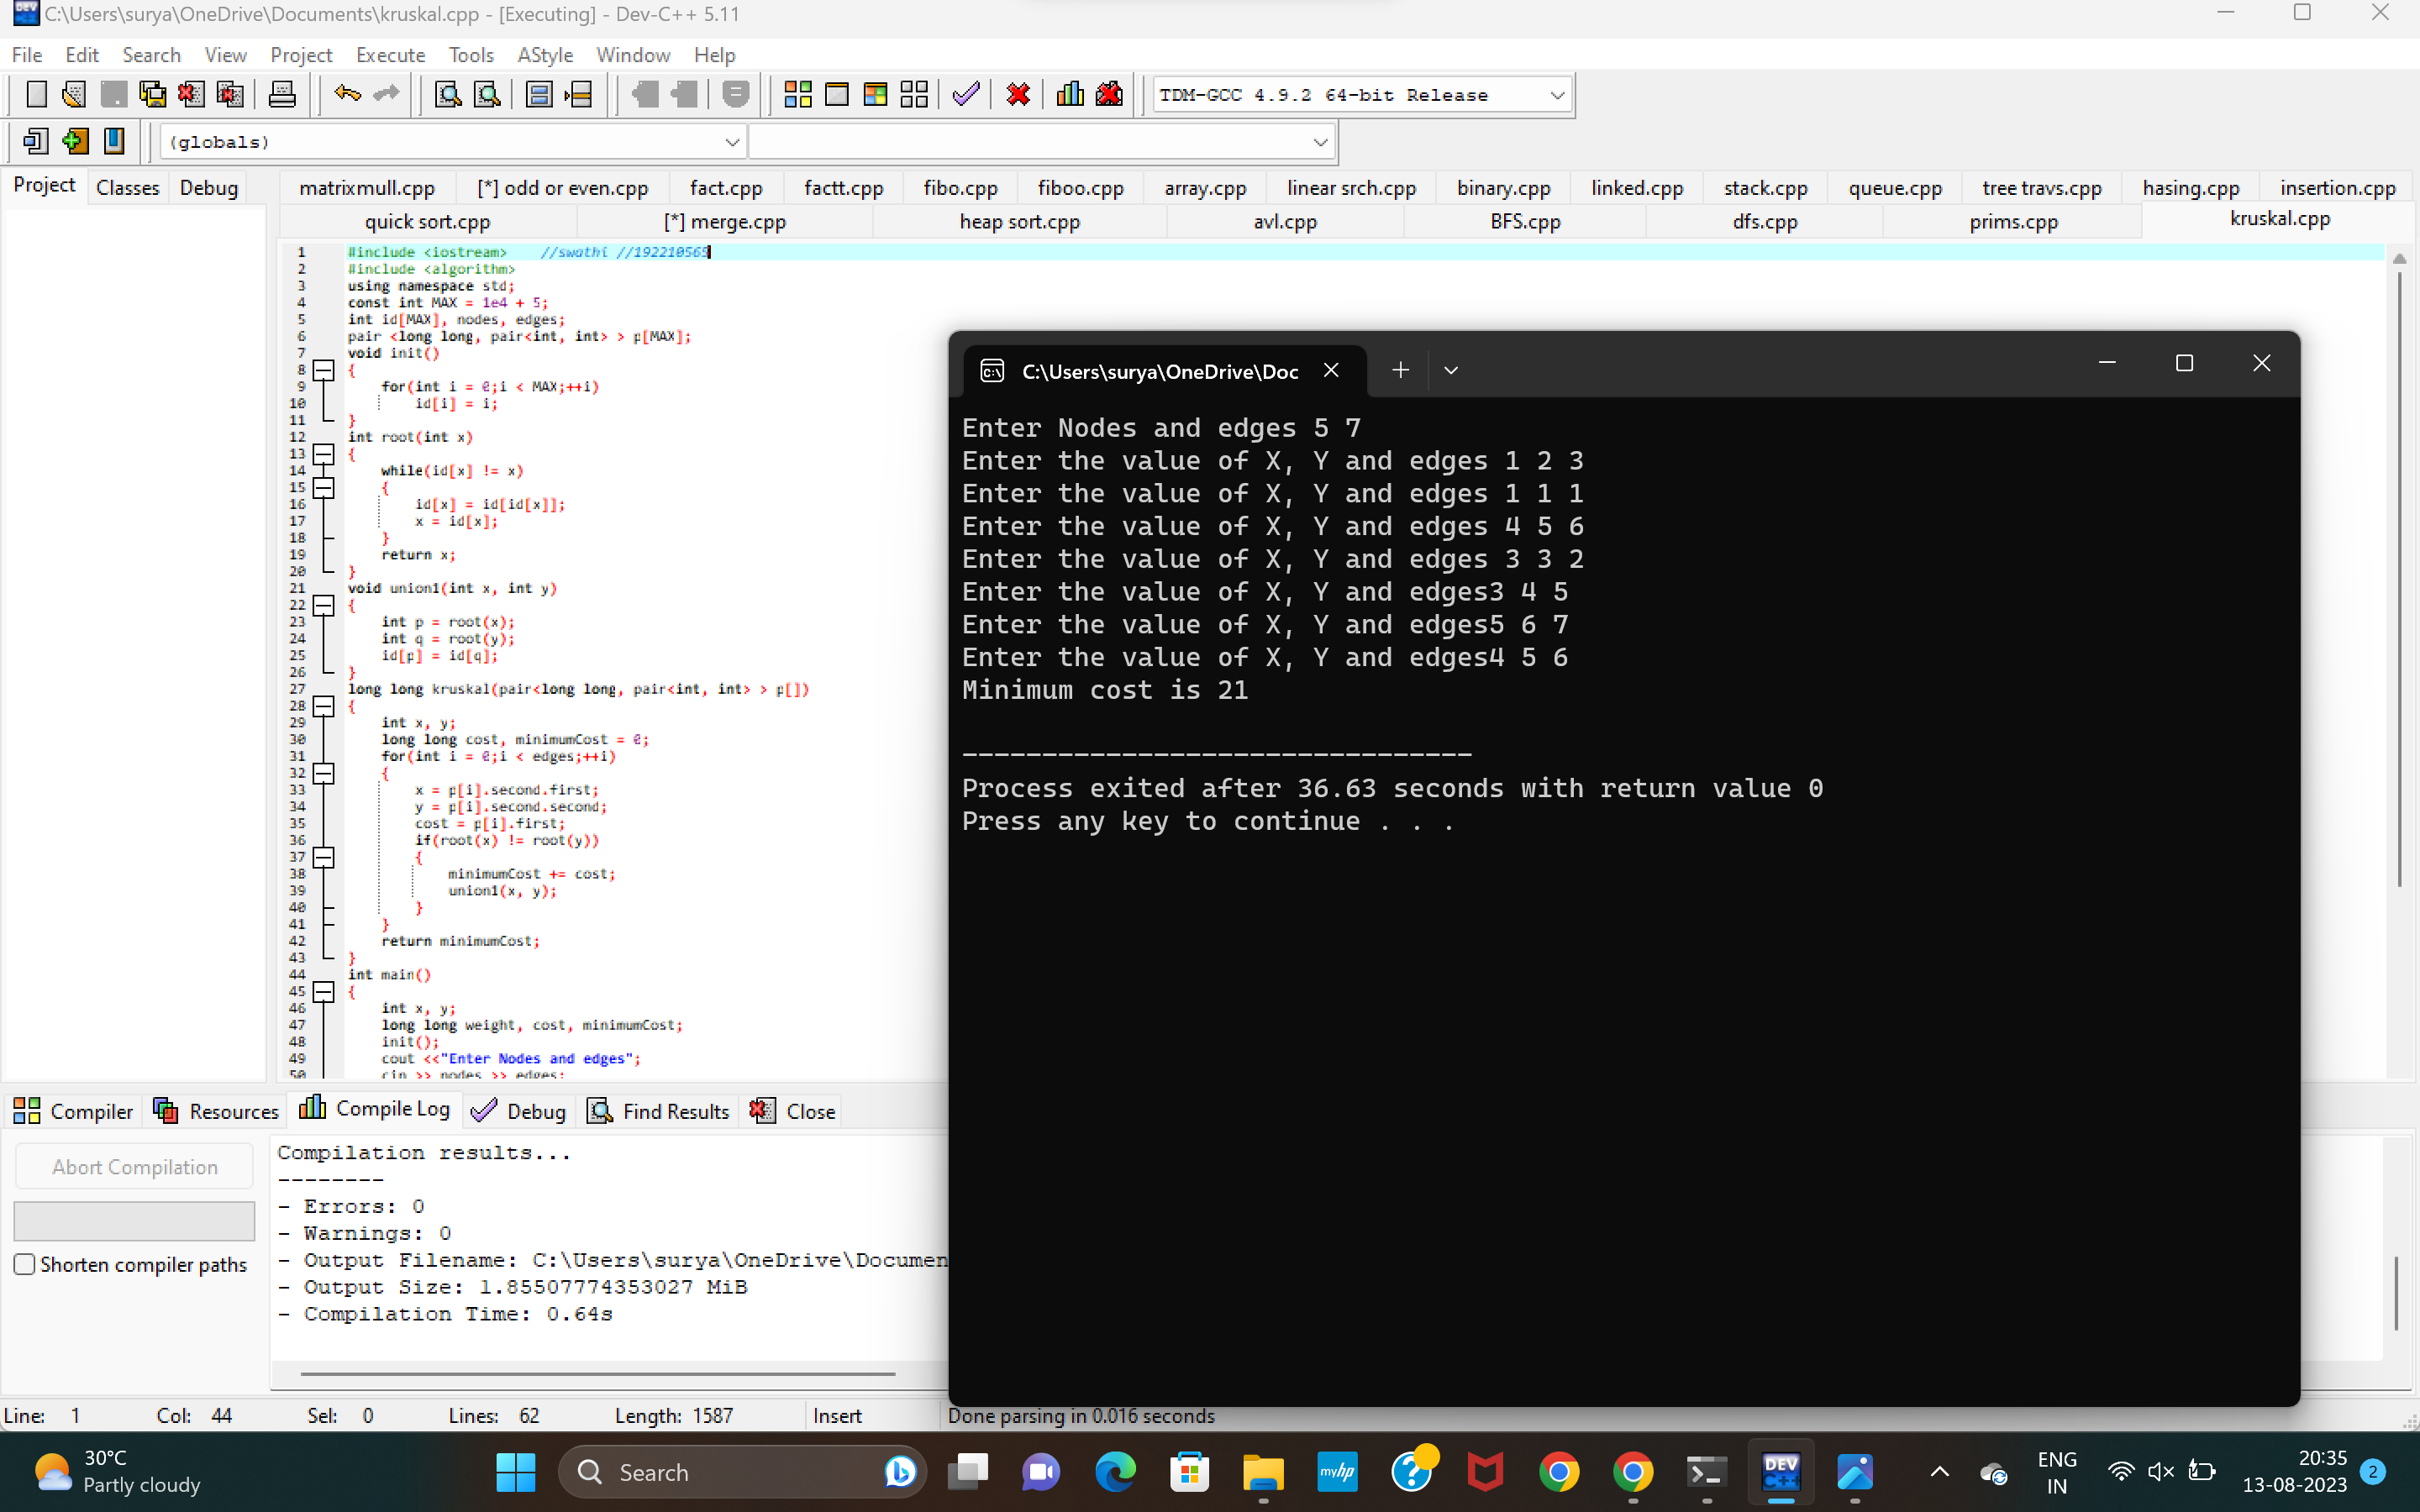 C:\Users\surya\OneDrive\Documents\kruskal.cpp - [Executing] - Dev-C++ 5.11
File Edit Search View Project Execute Tools AStyle Window Help
TDM-GCC 4.9.2 64-bit Release
(globals)
Project Classes Debug
matrixmull.cpp [*] odd or even.cpp fact.cpp factt.cpp fibo.cpp fiboo.cpp array.cpp linear srch.cpp binary.cpp linked.cpp stack.cpp queue.cpp tree travs.cpp hasing.cpp insertion.cpp
quick sort.cpp [*] merge.cpp heap sort.cpp avl.cpp BFS.cpp dfs.cpp prims.cpp kruskal.cpp
1 #include <iostream> //swathi //192210565
2 #include <algorithm>
3 using namespace std;
4 const int MAX = 1e4 + 5;
5 int id[MAX], nodes, edges;
6 pair <long long, pair<int, int> > p[MAX];
7 void init()
8 {
9 for(int i = 0;i < MAX;++i)
10 id[i] = i;
11 }
12 int root(int x)
13 {
14 while(id[x] != x)
15 {
16 id[x] = id[id[x]];
17 x = id[x];
18 }
19 return x;
20 }
21 void union1(int x, int y)
22 {
23 int p = root(x);
24 int q = root(y);
25 id[p] = id[q];
26 }
27 long long kruskal(pair<long long, pair<int, int> > p[])
28 {
29 int x, y;
30 long long cost, minimumCost = 0;
31 for(int i = 0;i < edges;++i)
32 {
33 x = p[i].second.first;
34 y = p[i].second.second;
35 cost = p[i].first;
36 if(root(x) != root(y))
37 {
38 minimumCost += cost;
39 union1(x, y);
40 }
41 }
42 return minimumCost;
43 }
44 int main()
45 {
46 int x, y;
47 long long weight, cost, minimumCost;
48 init();
49 cout <<"Enter Nodes and edges";
50 cin >> nodes >> edges;
C:\Users\surya\OneDrive\Doc
Enter Nodes and edges 5 7
Enter the value of X, Y and edges 1 2 3
Enter the value of X, Y and edges 1 1 1
Enter the value of X, Y and edges 4 5 6
Enter the value of X, Y and edges 3 3 2
Enter the value of X, Y and edges3 4 5
Enter the value of X, Y and edges5 6 7
Enter the value of X, Y and edges4 5 6
Minimum cost is 21
--------------------------------
Process exited after 36.63 seconds with return value 0
Press any key to continue . . .
Compiler Resources Compile Log Debug Find Results Close
Abort Compilation
Shorten compiler paths
Compilation results...
--------
- Errors: 0
- Warnings: 0
- Output Filename: C:\Users\surya\OneDrive\Documen
- Output Size: 1.85507774353027 MiB
- Compilation Time: 0.64s
Line: 1 Col: 44 Sel: 0 Lines: 62 Length: 1587 Insert Done parsing in 0.016 seconds
30°C
Partly cloudy
Search
myhp
DEV
C++
ENG
IN
20:35
13-08-2023
2